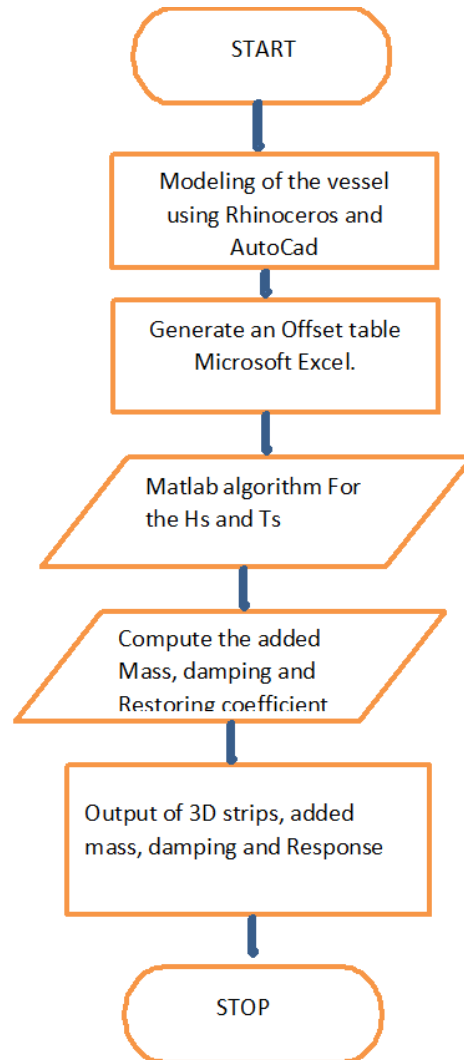 START
Modeling of the vessel
using Rhinoceros and
AutoCad
Generate an Offset table
Microsoft Excel.
Matlab algorithm For
the Hs and Ts
Compute the added
Mass, damping and
Restoring coefficient
Output of 3D strips, added
mass, damping and Response
STOP